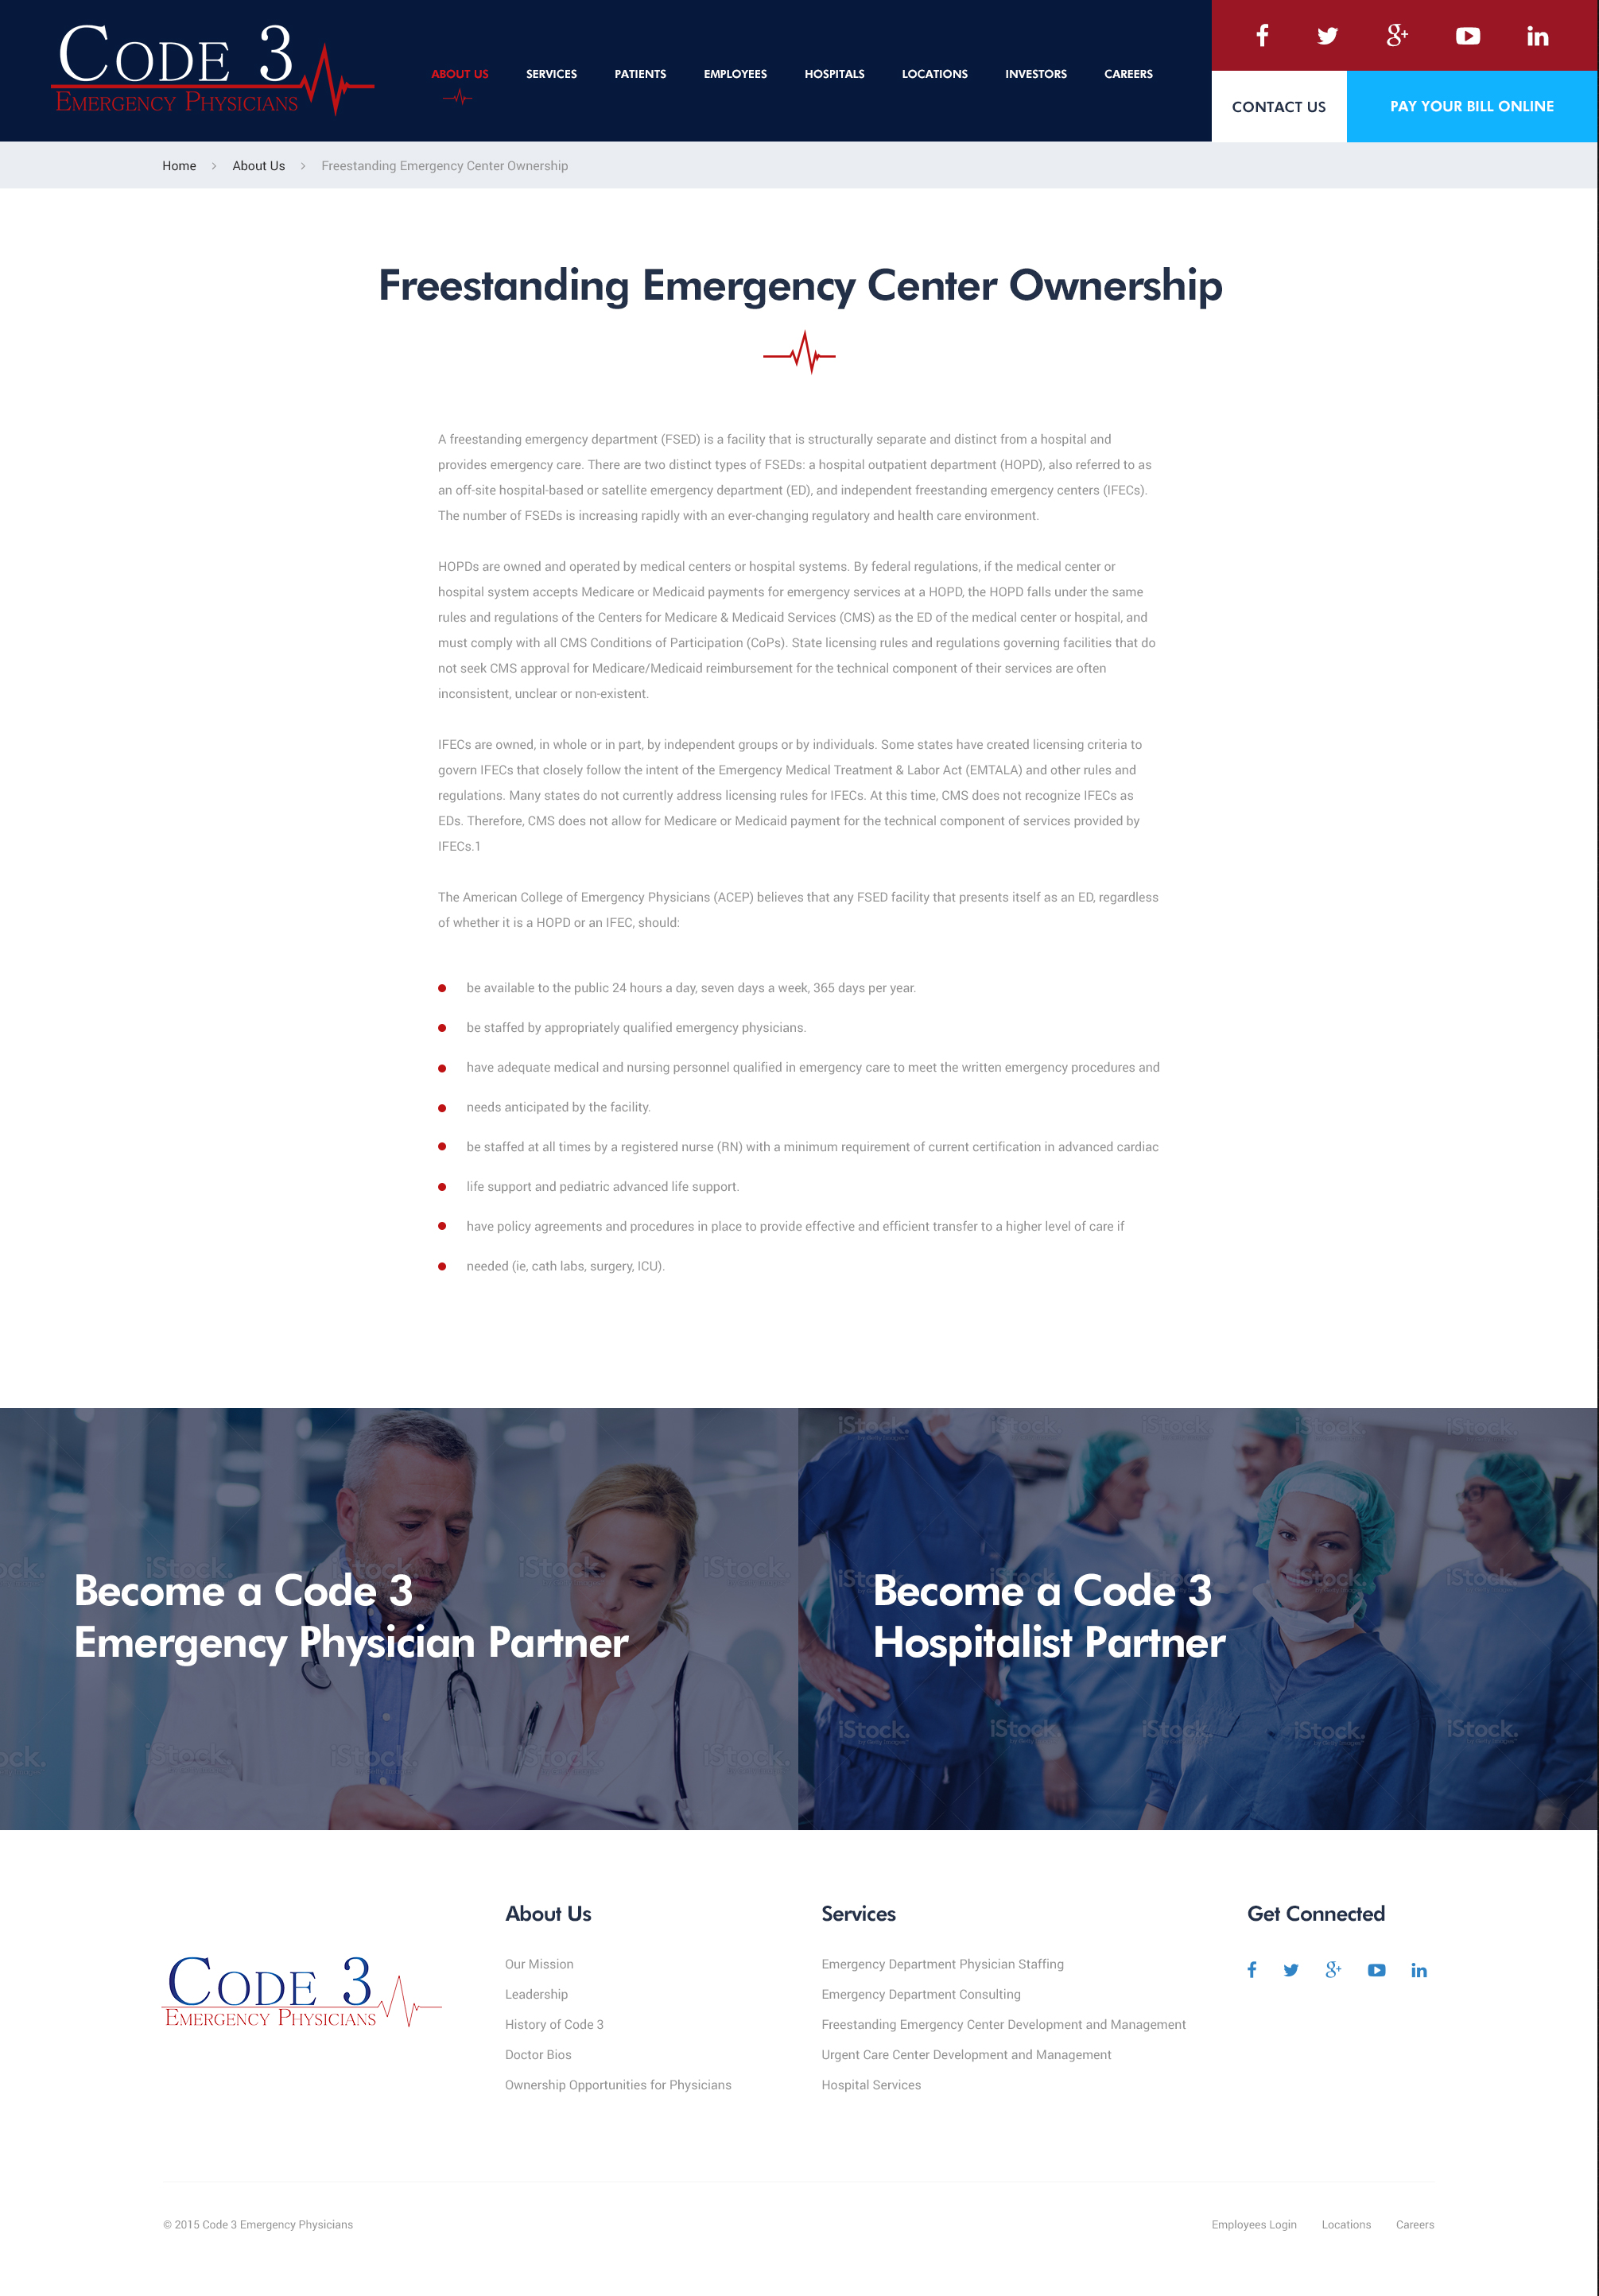 CODE 3
EMERGENCY PHYSICIANS
ABOUT US
SERVICES
PATIENTS
EMPLOYEES
HOSPITALS
LOCATIONS
INVESTORS
CAREERS
CONTACT US
PAY YOUR BILL ONLINE
Home > About Us > Freestanding Emergency Center Ownership
Freestanding Emergency Center Ownership
A freestanding emergency department (FSED) is a facility that is structurally separate and distinct from a hospital and
provides emergency care. There are two distinct types of FSEDs: a hospital outpatient department (HOPD), also referred to as
an off-site hospital-based or satellite emergency department (ED), and independent freestanding emergency centers (IFECs).
The number of FSEDs is increasing rapidly with an ever-changing regulatory and health care environment.
HOPDs are owned and operated by medical centers or hospital systems. By federal regulations, if the medical center or
hospital system accepts Medicare or Medicaid payments for emergency services at a HOPD, the HOPD falls under the same
rules and regulations of the Centers for Medicare & Medicaid Services (CMS) as the ED of the medical center or hospital, and
must comply with all CMS Conditions of Participation (CoPs). State licensing rules and regulations governing facilities that do
not seek CMS approval for Medicare/Medicaid reimbursement for the technical component of their services are often
inconsistent, unclear or non-existent.
IFECs are owned, in whole or in part, by independent groups or by individuals. Some states have created licensing criteria to
govern IFECs that closely follow the intent of the Emergency Medical Treatment & Labor Act (EMTALA) and other rules and
regulations. Many states do not currently address licensing rules for IFECs. At this time, CMS does not recognize IFECs as
EDs. Therefore, CMS does not allow for Medicare or Medicaid payment for the technical component of services provided by
IFECs.1
The American College of Emergency Physicians (ACEP) believes that any FSED facility that presents itself as an ED, regardless
of whether it is a HOPD or an IFEC, should:
be available to the public 24 hours a day, seven days a week, 365 days per year.
be staffed by appropriately qualified emergency physicians.
have adequate medical and nursing personnel qualified in emergency care to meet the written emergency procedures and
needs anticipated by the facility.
be staffed at all times by a registered nurse (RN) with a minimum requirement of current certification in advanced cardiac
life support and pediatric advanced life support.
have policy agreements and procedures in place to provide effective and efficient transfer to a higher level of care if
needed (ie, cath labs, surgery, ICU).
Become a Code 3
Emergency Physician Partner
Become a Code 3
Hospitalist Partner
CODE 3
EMERGENCY PHYSICIANS
About Us
Our Mission
Leadership
History of Code 3
Doctor Bios
Ownership Opportunities for Physicians
Services
Emergency Department Physician Staffing
Emergency Department Consulting
Freestanding Emergency Center Development and Management
Urgent Care Center Development and Management
Hospital Services
Get Connected
© 2015 Code 3 Emergency Physicians
Employees Login
Locations
Careers